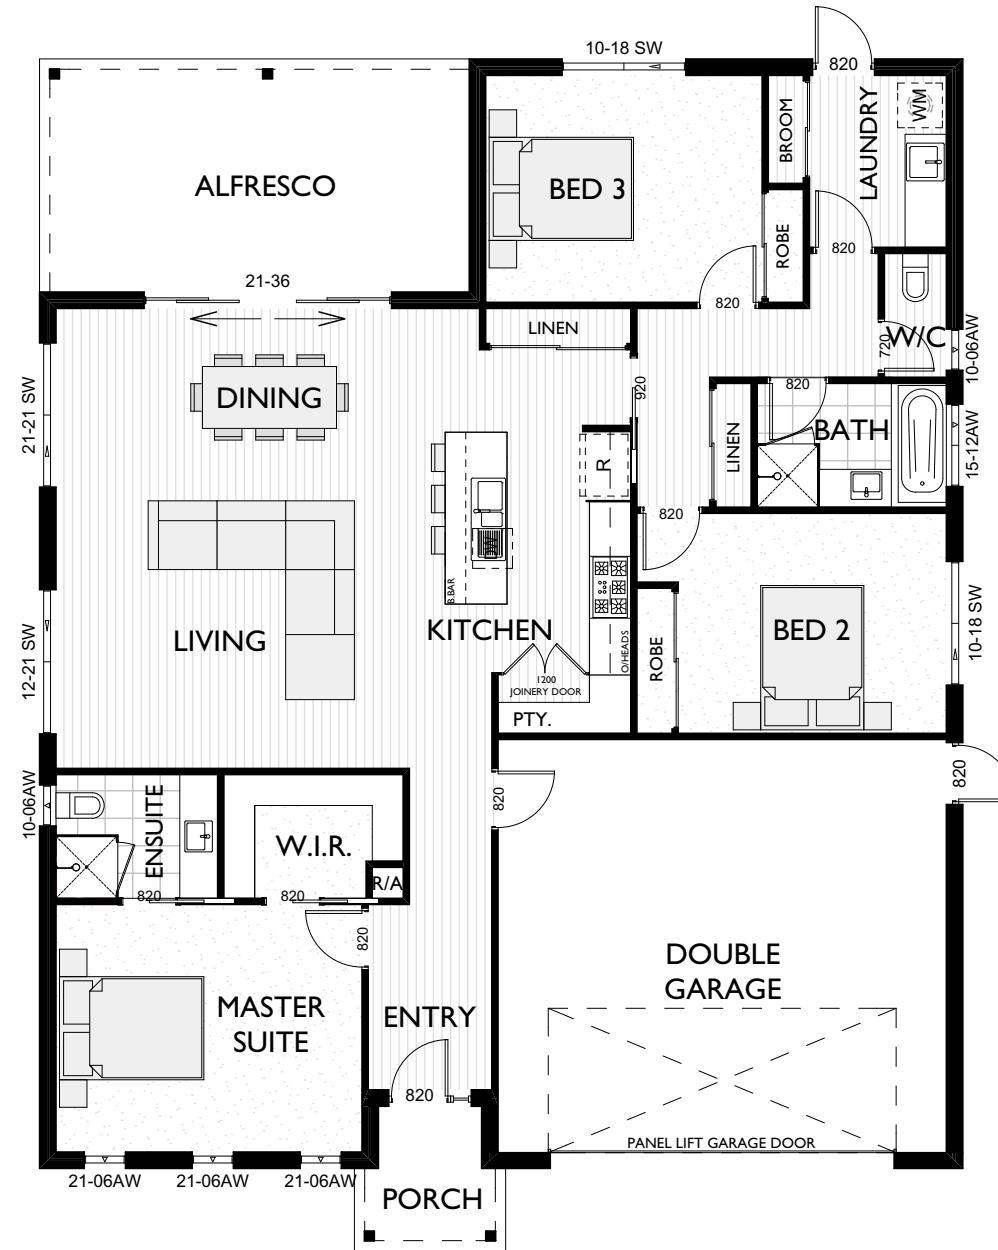 10-18 SW
820
WM
BROOM
LAUNDRY
ALFRESCO
BED 3
ROBE
820
21-36
820
LINEN
W/C
720
10-06AW
21-21 SW
DINING
920
820
BATH
LINEN
15-12AW
R
820
DW
B.BAR
12-21 SW
LIVING
KITCHEN
O/HEADS
ROBE
BED 2
10-18 SW
1200
JOINERY DOOR
PTY.
10-06AW
ENSUITE
W.I.R.
R/A
820
820
820
820
820
DOUBLE
GARAGE
MASTER
SUITE
ENTRY
820
PANEL LIFT GARAGE DOOR
21-06AW
21-06AW
21-06AW
PORCH